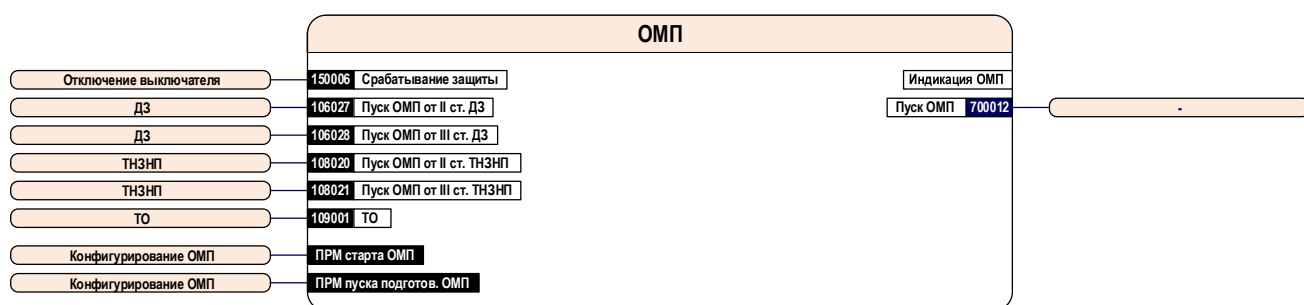 ОМП
Отключение выключателя 150006 Срабатывание защиты Индикация ОМП
ДЗ 106027 Пуск ОМП от II ст. ДЗ Пуск ОМП 700012 -
ДЗ 106028 Пуск ОМП от III ст. ДЗ
ТНЗНП 108020 Пуск ОМП от II ст. ТНЗНП
ТНЗНП 108021 Пуск ОМП от III ст. ТНЗНП
ТО 109001 ТО
Конфигурирование ОМП ПРМ старта ОМП
Конфигурирование ОМП ПРМ пуска подготов. ОМП